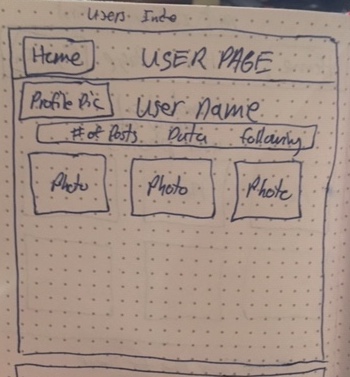 Users Info
Home USER PAGE
Profile Pic User name
# of Posts Data following
Photo Photo Photo